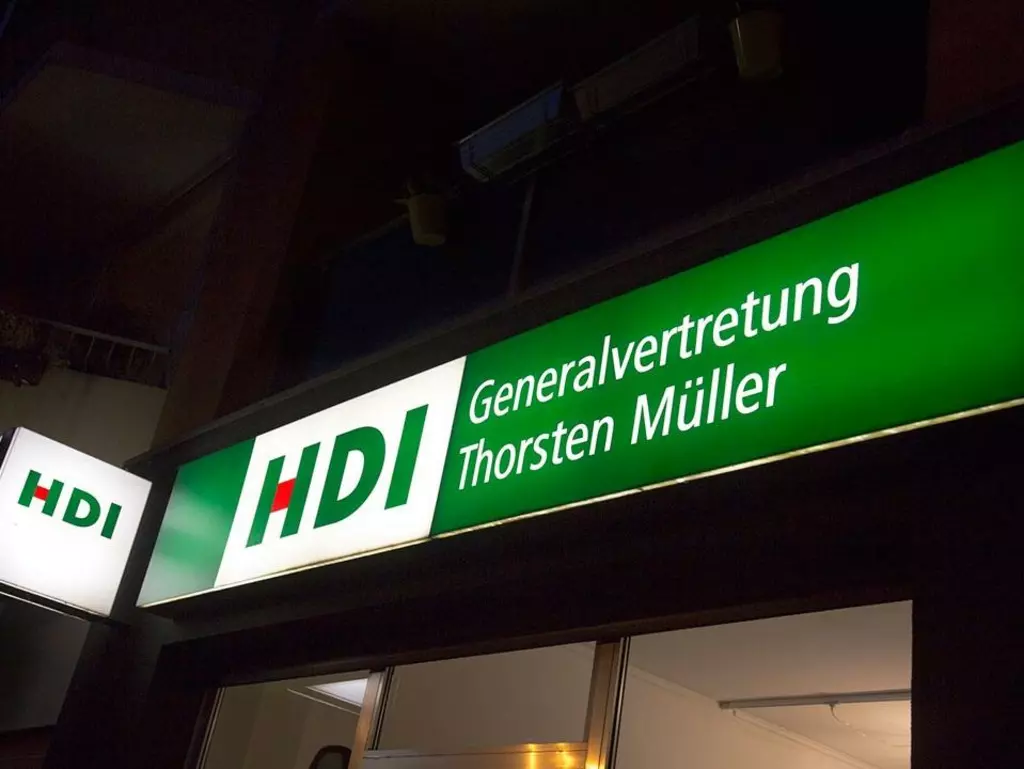 HDI
HDI
Generalvertretung
Thorsten Müller